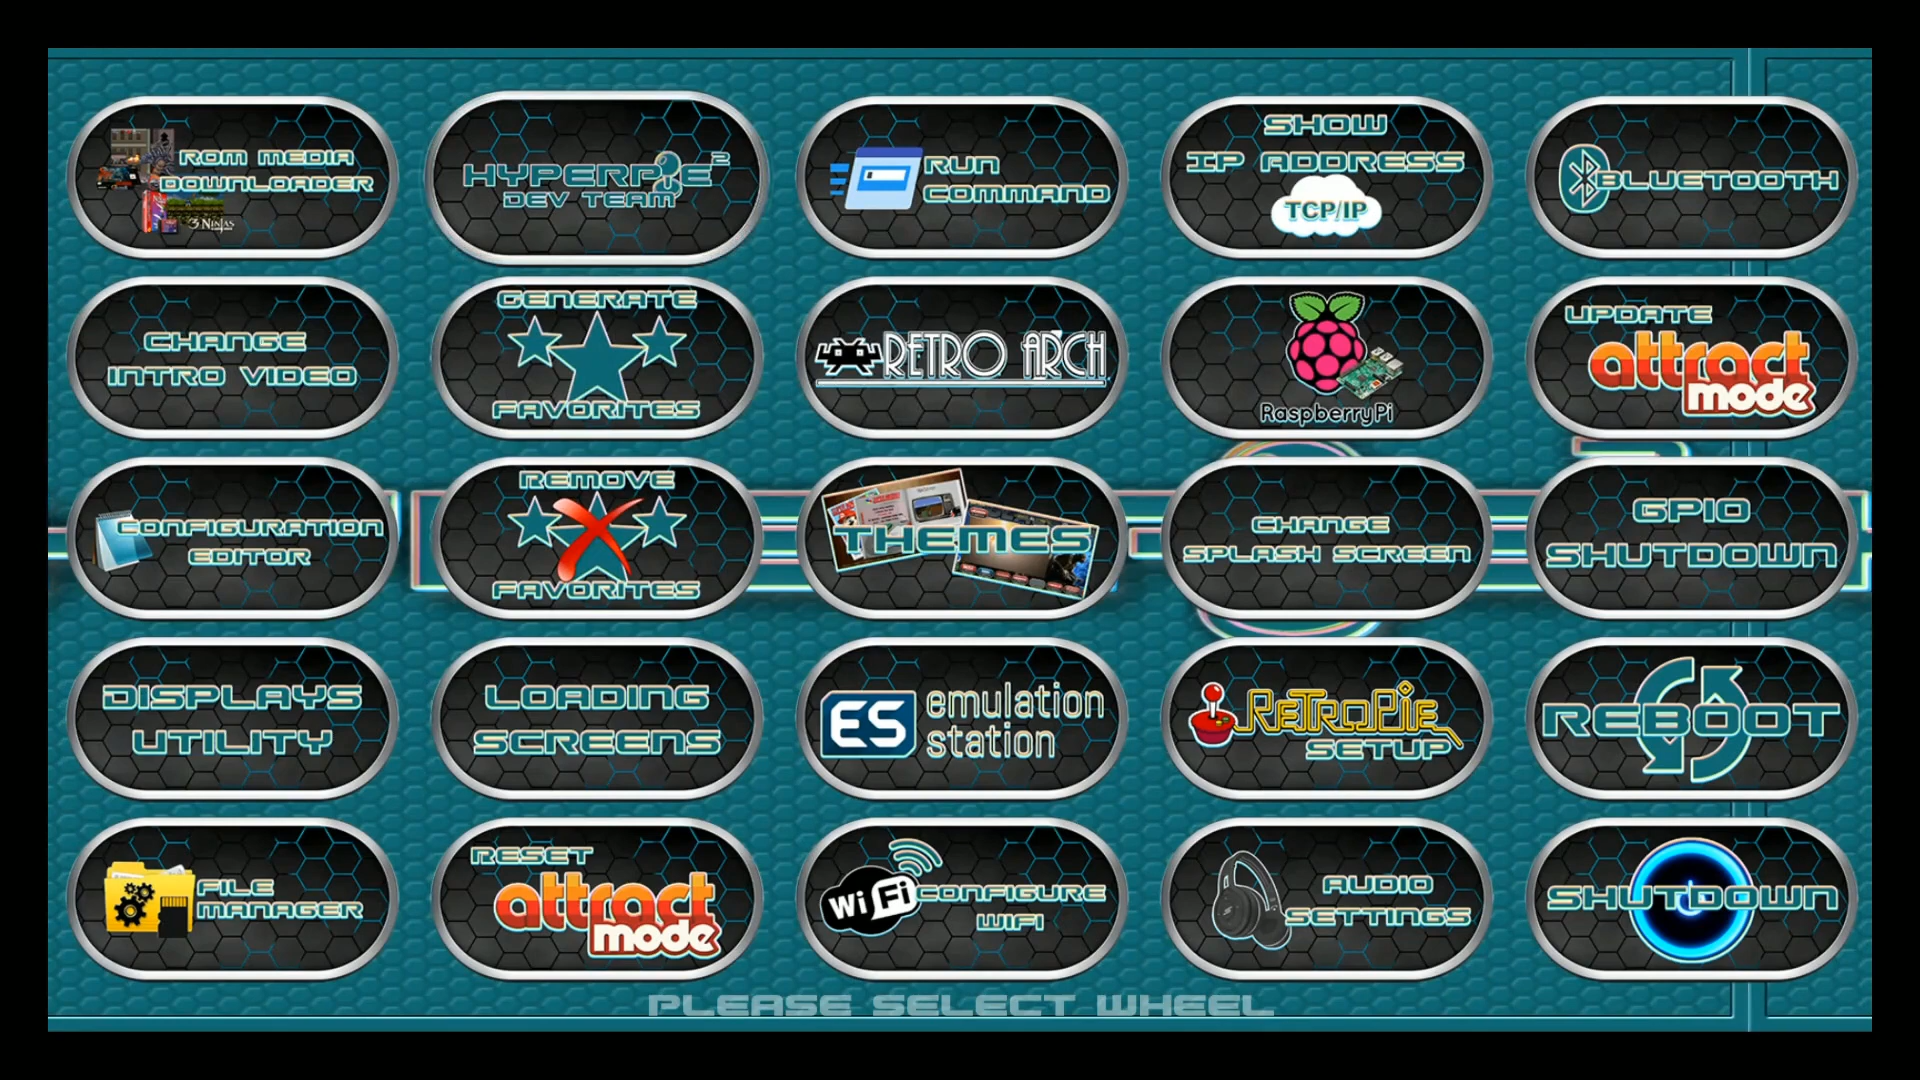 ROM MEDIA
DOWNLOADER
3 NINJAS
HYPERPIE²
DEV TEAM
RUN
COMMAND
SHOW
IP ADDRESS
TCP/IP
BLUETOOTH
CHANGE
INTRO VIDEO
GENERATE
FAVORITES
RETRO ARCH
RaspberryPi
UPDATE
attract
mode
CONFIGURATION
EDITOR
REMOVE
FAVORITES
THEMES
CHANGE
SPLASH SCREEN
GPIO
SHUTDOWN
DISPLAYS
UTILITY
LOADING
SCREENS
ES emulation
station
RETROPIE
SETUP
REBOOT
FILE
MANAGER
RESET
attract
mode
WiFi CONFIGURE
WIFI
AUDIO
SETTINGS
SHUTDOWN
PLEASE SELECT WHEEL